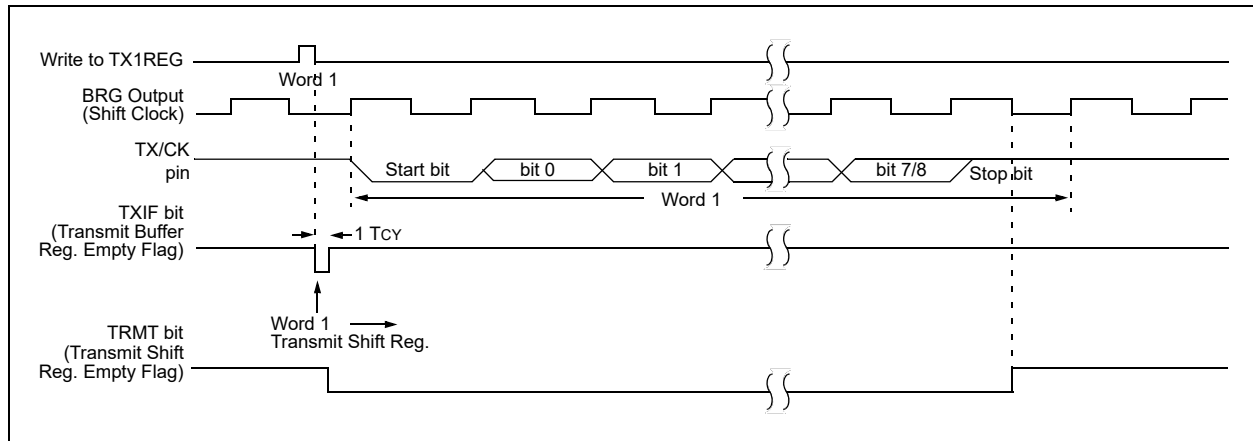 Write to TX1REG
Word 1
BRG Output
(Shift Clock)
TX/CK
pin
Start bit
bit 0
bit 1
bit 7/8
Stop bit
Word 1
TXIF bit
(Transmit Buffer
Reg. Empty Flag)
1 TCY
Word 1
Transmit Shift Reg.
TRMT bit
(Transmit Shift
Reg. Empty Flag)